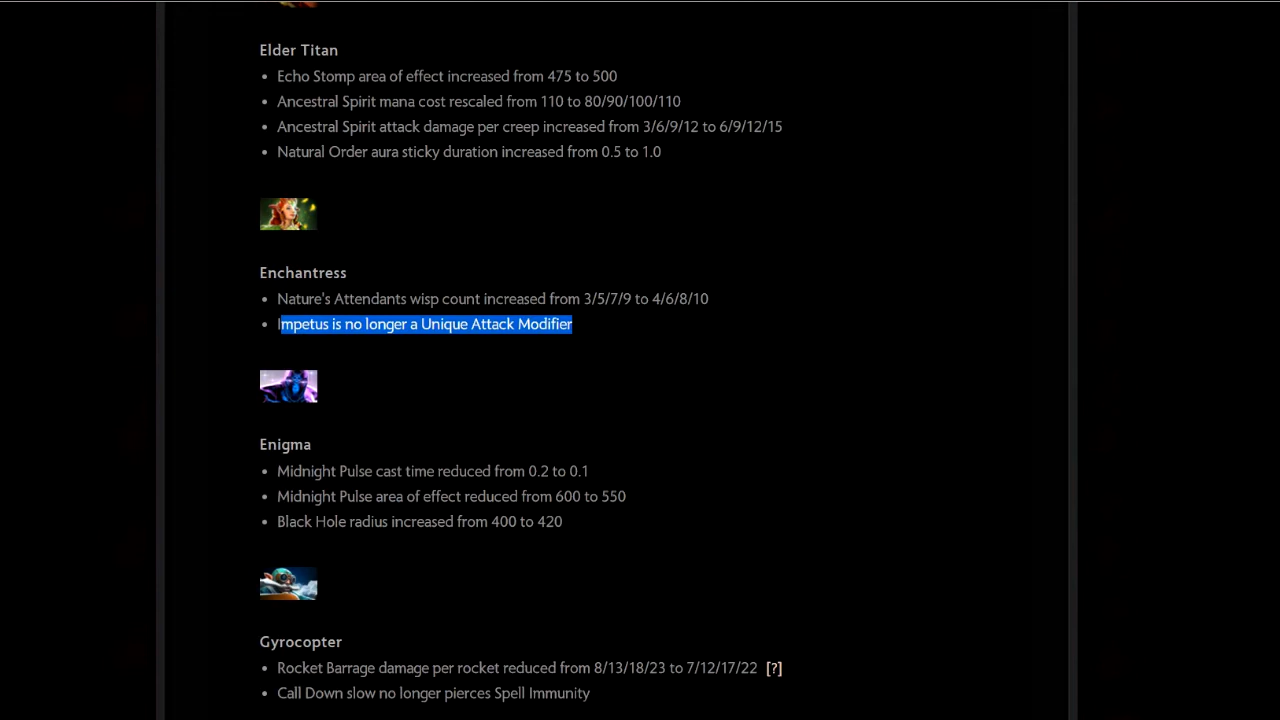 Elder Titan
• Echo Stomp area of effect increased from 475 to 500
• Ancestral Spirit mana cost rescaled from 110 to 80/90/100/110
• Ancestral Spirit attack damage per creep increased from 3/6/9/12 to 6/9/12/15
• Natural Order aura sticky duration increased from 0.5 to 1.0
Enchantress
• Nature's Attendants wisp count increased from 3/5/7/9 to 4/6/8/10
• Impetus is no longer a Unique Attack Modifier
Enigma
• Midnight Pulse cast time reduced from 0.2 to 0.1
• Midnight Pulse area of effect reduced from 600 to 550
• Black Hole radius increased from 400 to 420
Gyrocopter
• Rocket Barrage damage per rocket reduced from 8/13/18/23 to 7/12/17/22 [?]
• Call Down slow no longer pierces Spell Immunity